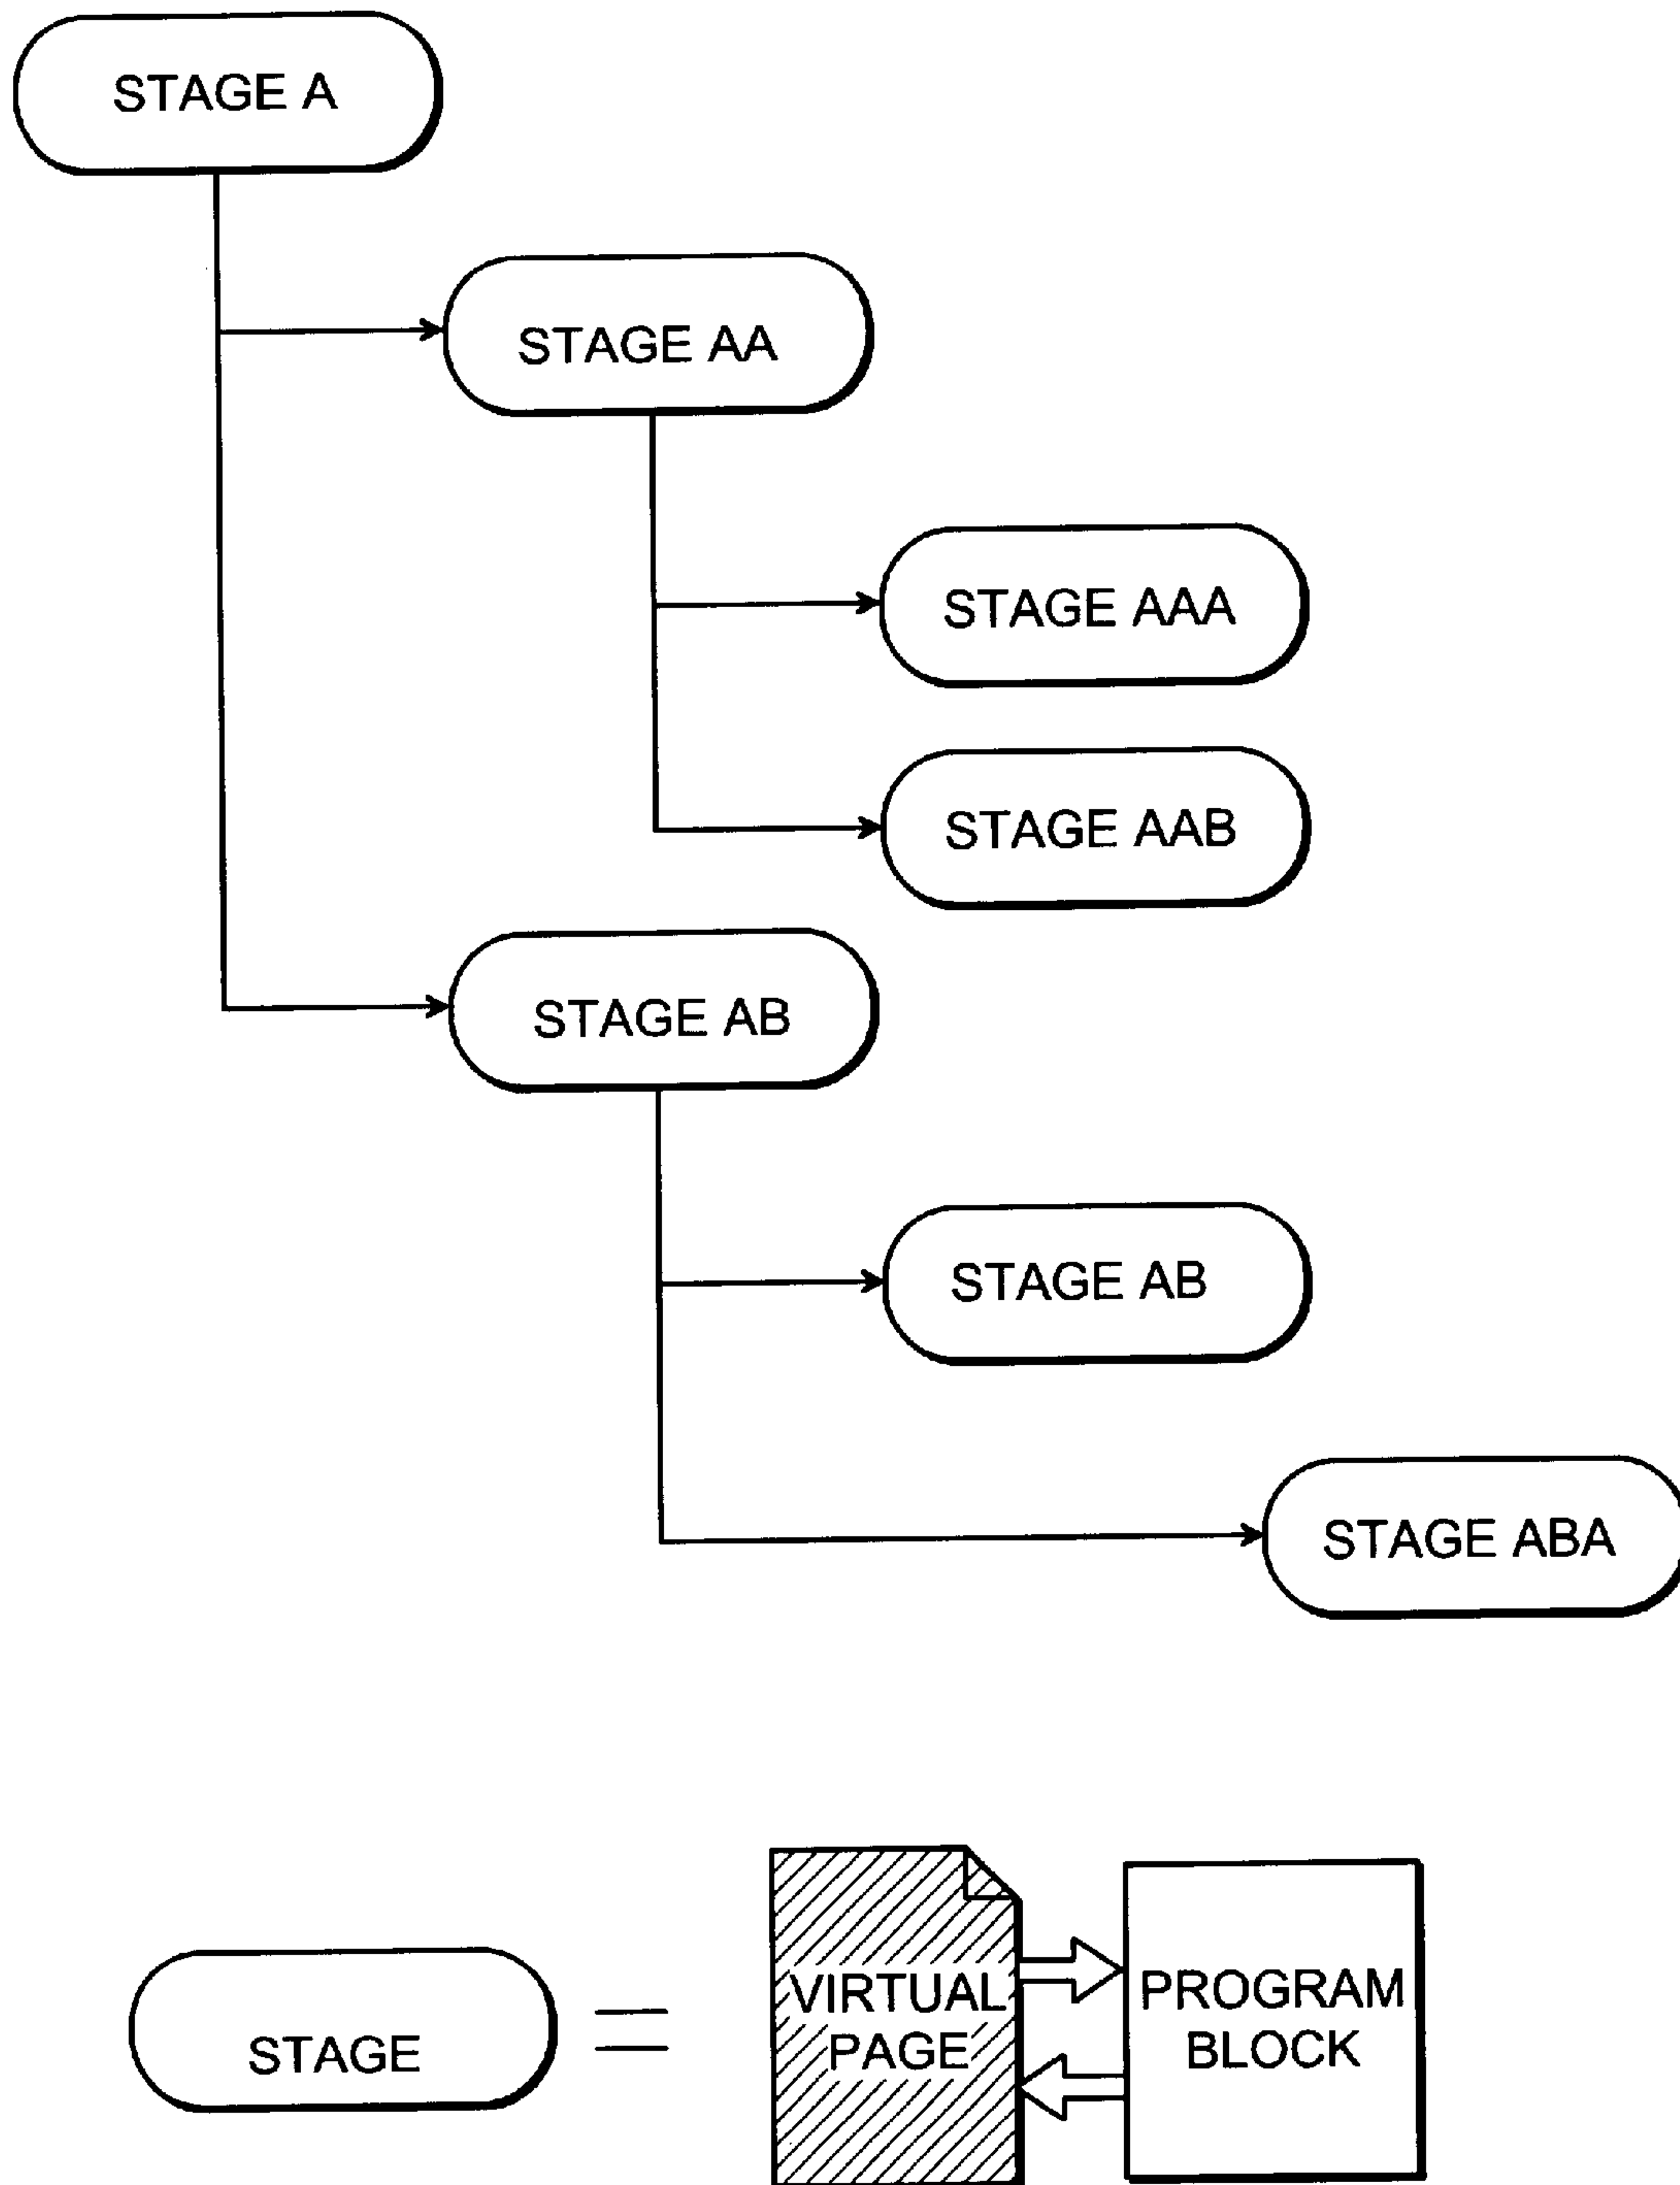 STAGE A
STAGE AA
STAGE AAA
STAGE AAB
STAGE AB
STAGE AB
STAGE ABA
STAGE
=
VIRTUAL
PAGE
PROGRAM
BLOCK